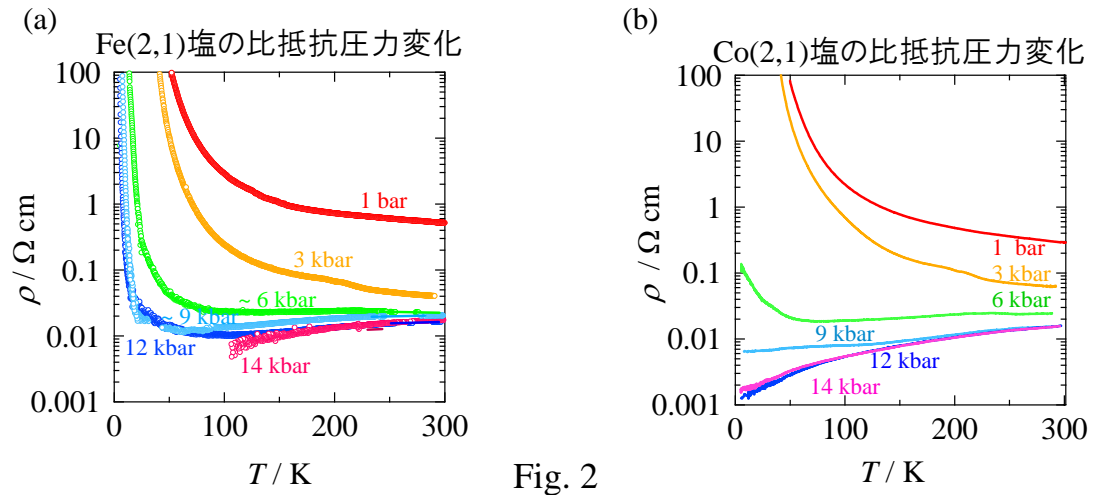 (a)
Fe(2,1)塩の比抵抗圧力変化
100
10
1
0.1
0.01
0.001
ρ / Ω cm
1 bar
3 kbar
~ 6 kbar
~ 9 kbar
12 kbar
14 kbar
0 100 200 300
T / K
(b)
Co(2,1)塩の比抵抗圧力変化
100
10
1
0.1
0.01
0.001
ρ / Ω cm
1 bar
3 kbar
6 kbar
9 kbar
12 kbar
14 kbar
0 100 200 300
T / K
Fig. 2